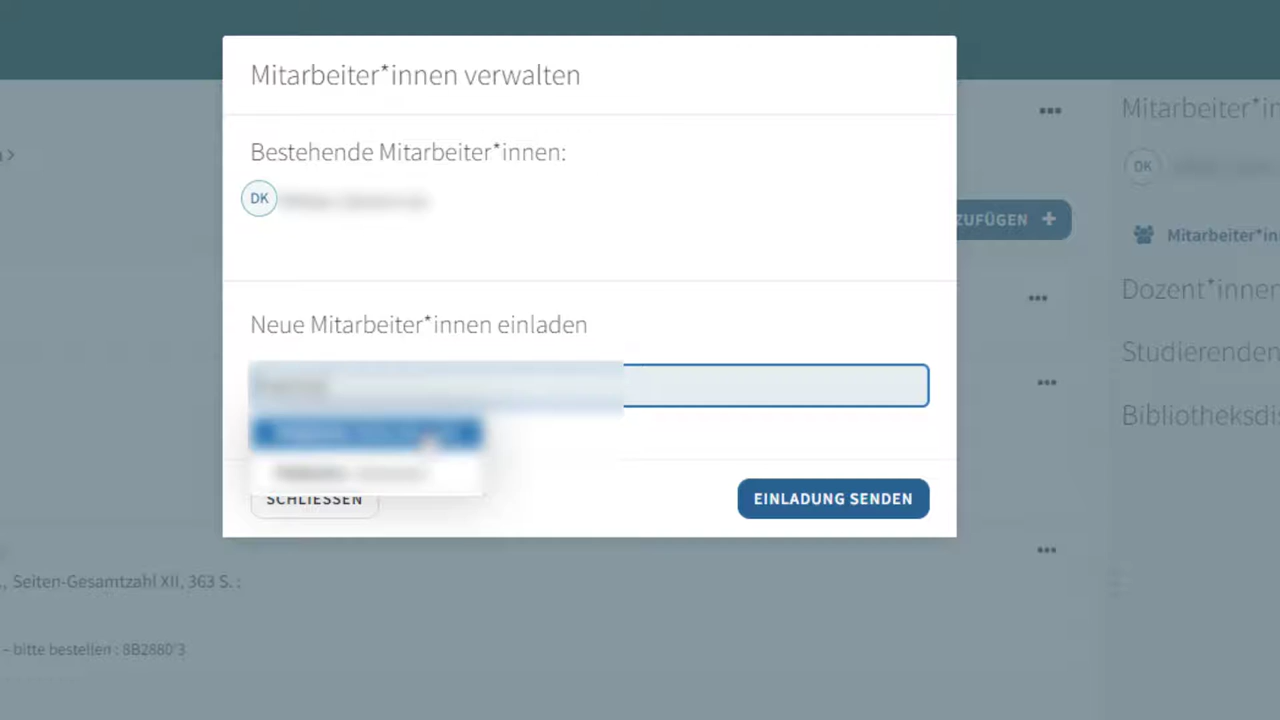 Mitarbeiter*innen verwalten
Bestehende Mitarbeiter*innen:
DK
Neue Mitarbeiter*innen einladen
SCHLIESSEN
EINLADUNG SENDEN
ZUFÜGEN +
., Seiten-Gesamtzahl XII, 363 S. :
– bitte bestellen : 8B2880'3
Mitarbeiter*in
DK
Mitarbeiter*in
Dozent*innen
Studierenden
Bibliotheksdi